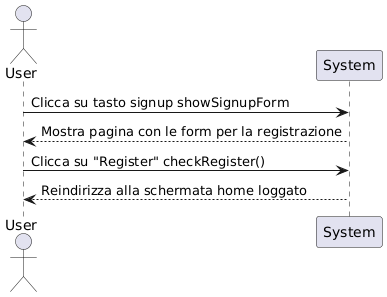 User
System
Clicca su tasto signup showSignupForm
Mostra pagina con le form per la registrazione
Clicca su "Register" checkRegister()
Reindirizza alla schermata home loggato
User
System